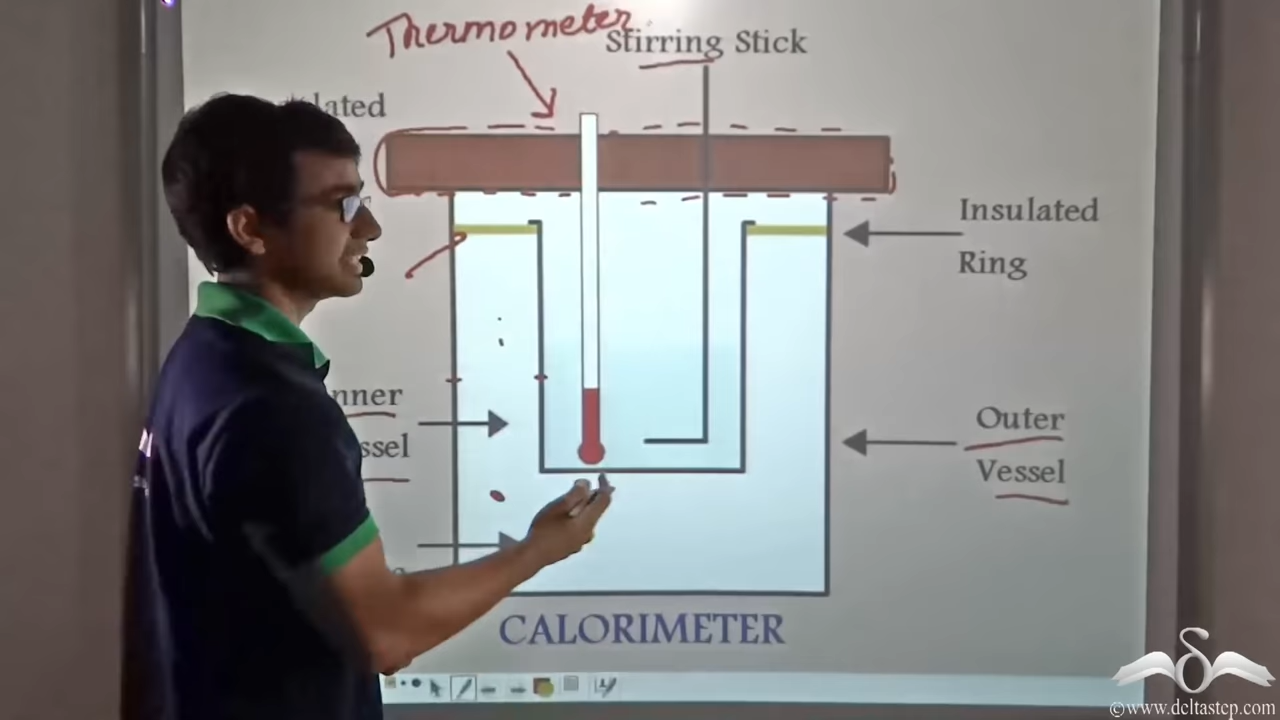 Thermometer
Stirring Stick
Insulated
Ring
Outer
Vessel
CALORIMETER
©www.deltastep.com